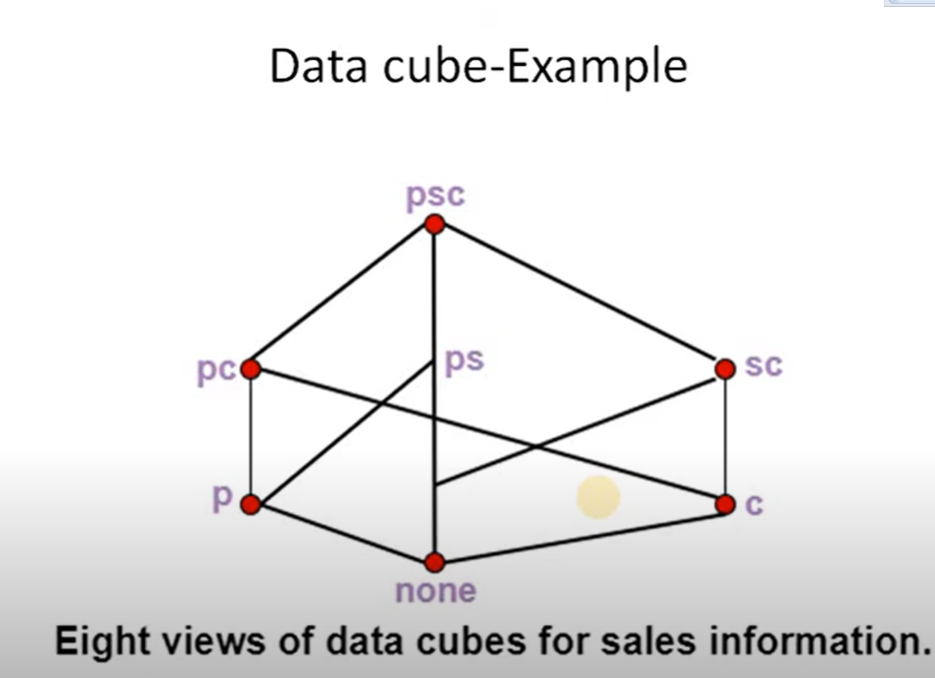 Data cube-Example
psc
pc
ps
sc
p
c
none
Eight views of data cubes for sales information.